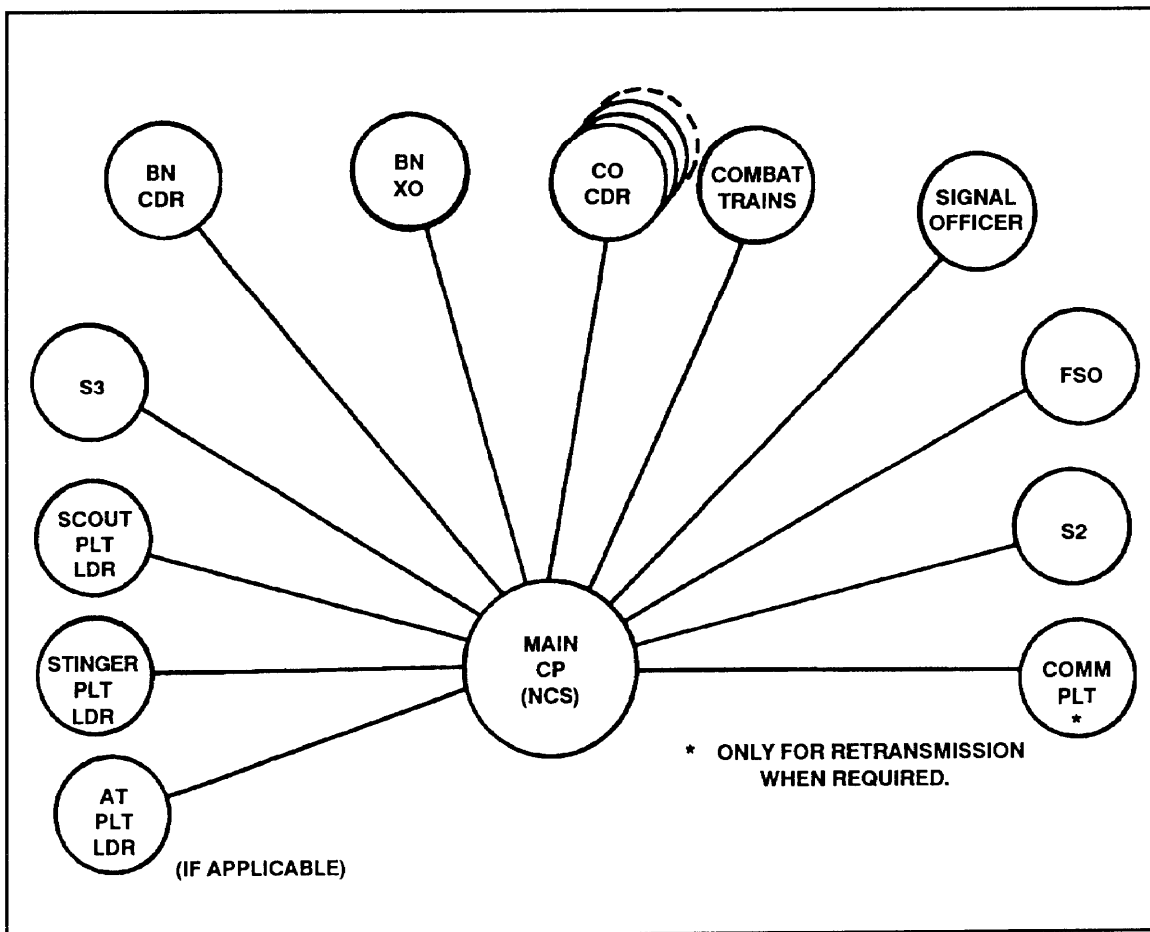 BN
CDR
BN
XO
CO
CDR
COMBAT
TRAINS
SIGNAL
OFFICER
S3
FSO
SCOUT
PLT
LDR
S2
STINGER
PLT
LDR
MAIN
CP
(NCS)
COMM
PLT
*
* ONLY FOR RETRANSMISSION
WHEN REQUIRED.
AT
PLT
LDR
(IF APPLICABLE)